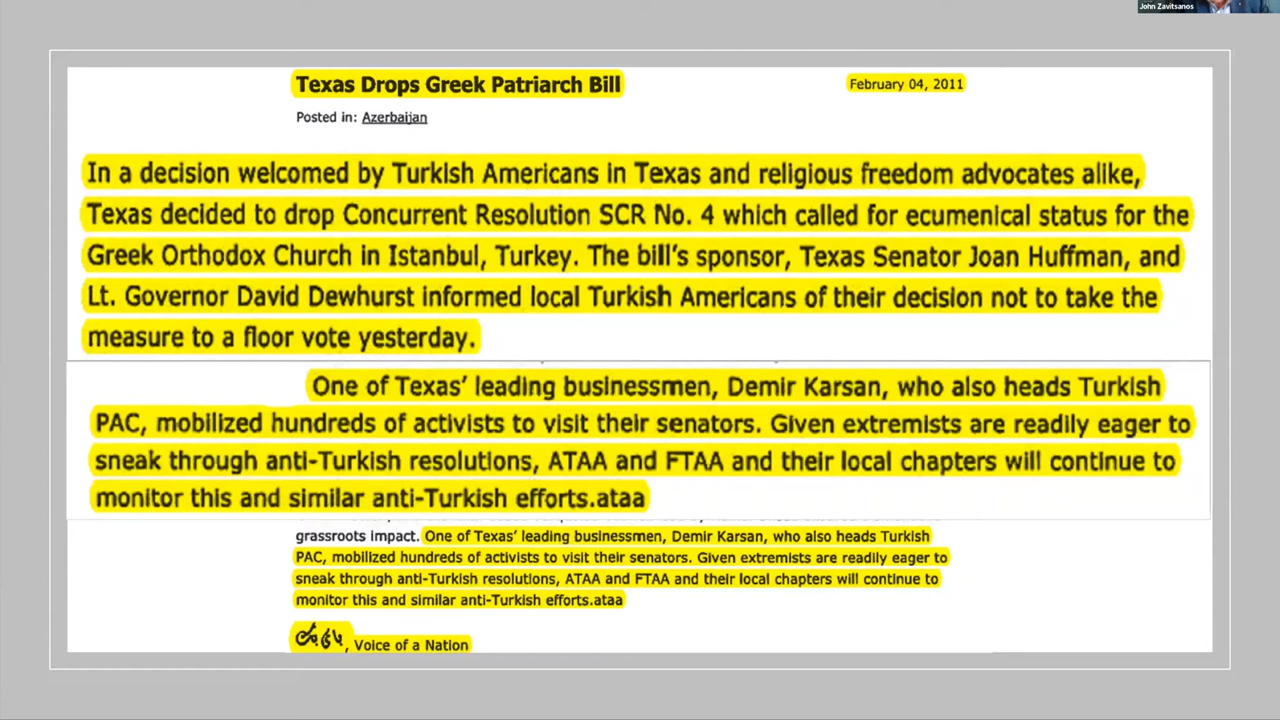 John Zavitsanos
Texas Drops Greek Patriarch Bill
February 04, 2011
Posted in: Azerbaijan
In a decision welcomed by Turkish Americans in Texas and religious freedom advocates alike,
Texas decided to drop Concurrent Resolution SCR No. 4 which called for ecumenical status for the
Greek Orthodox Church in Istanbul, Turkey. The bill's sponsor, Texas Senator Joan Huffman, and
Lt. Governor David Dewhurst informed local Turkish Americans of their decision not to take the
measure to a floor vote yesterday.
One of Texas' leading businessmen, Demir Karsan, who also heads Turkish
PAC, mobilized hundreds of activists to visit their senators. Given extremists are readily eager to
sneak through anti-Turkish resolutions, ATAA and FTAA and their local chapters will continue to
monitor this and similar anti-Turkish efforts.ataa
grassroots impact. One of Texas' leading businessmen, Demir Karsan, who also heads Turkish
PAC, mobilized hundreds of activists to visit their senators. Given extremists are readily eager to
sneak through anti-Turkish resolutions, ATAA and FTAA and their local chapters will continue to
monitor this and similar anti-Turkish efforts.ataa
, Voice of a Nation